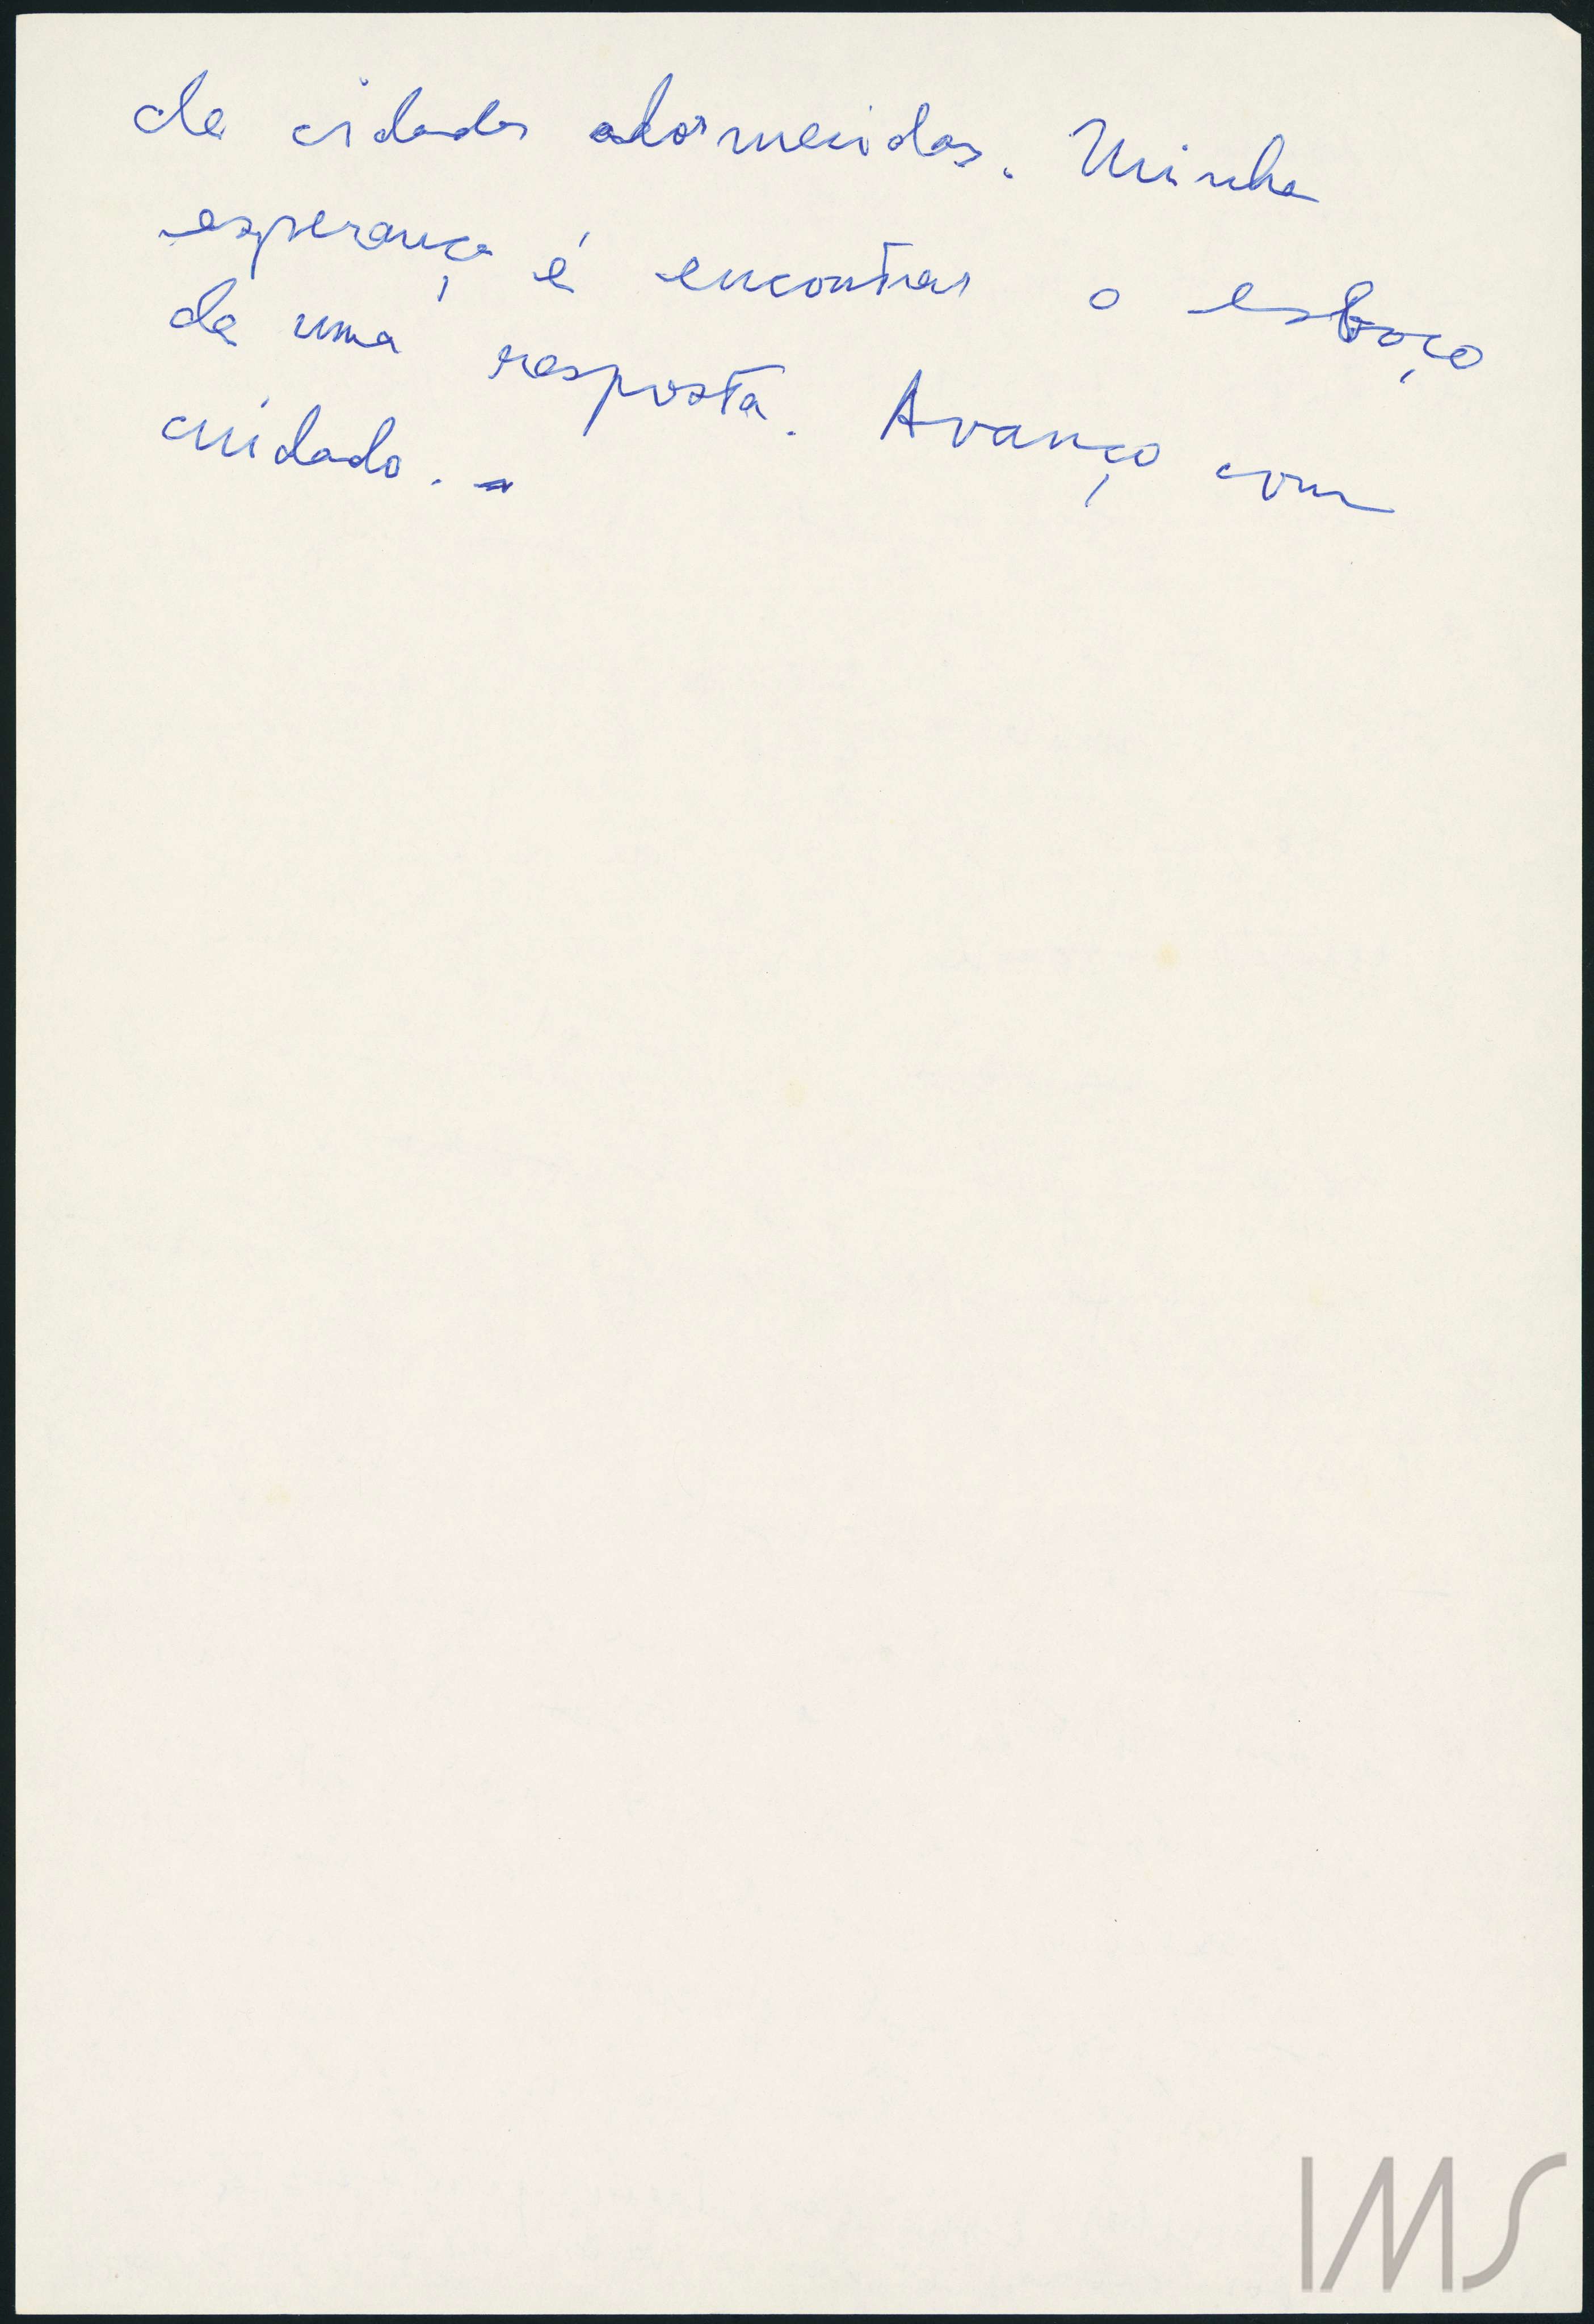 de cidades adormecidas. Minha
esperança é encontrar o esboço
de uma resposta. Avanço com
cuidado. –
IMS